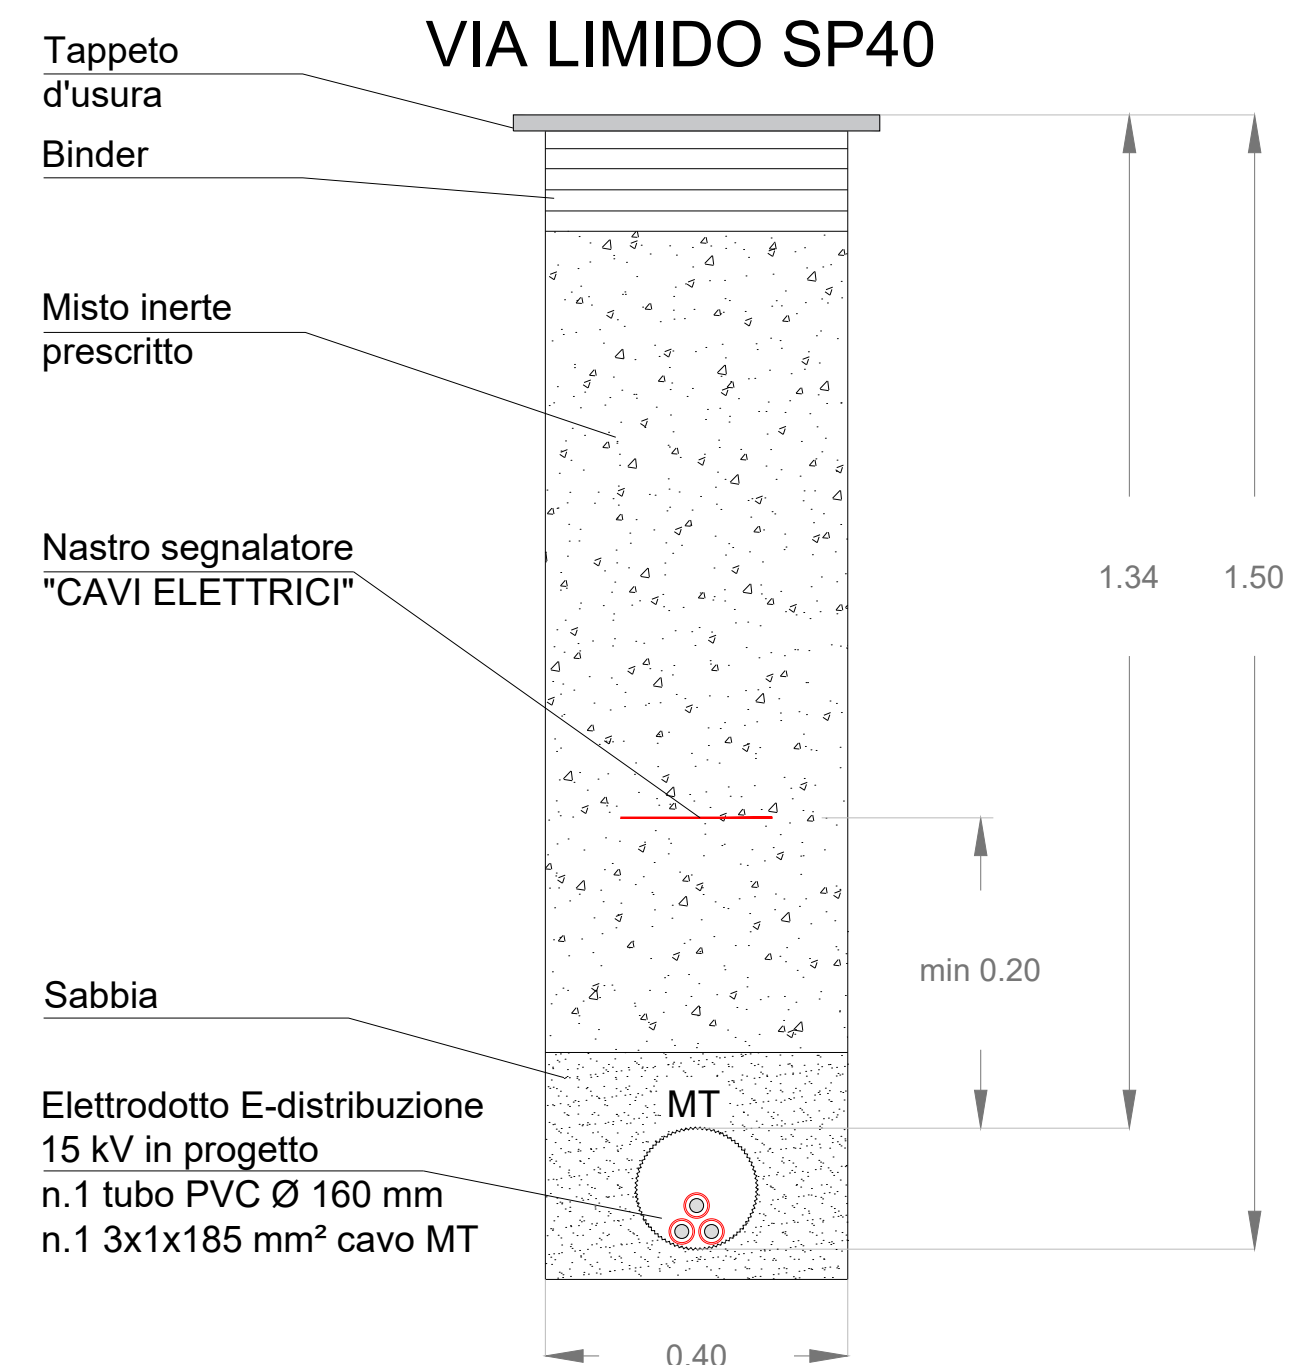 VIA LIMIDO SP40
Tappeto
d'usura
Binder
Misto inerte
prescritto
Nastro segnalatore
"CAVI ELETTRICI"
1.34
1.50
min 0.20
Sabbia
MT
Elettrodotto E-distribuzione
15 kV in progetto
n.1 tubo PVC Ø 160 mm
n.1 3x1x185 mm² cavo MT
0.40